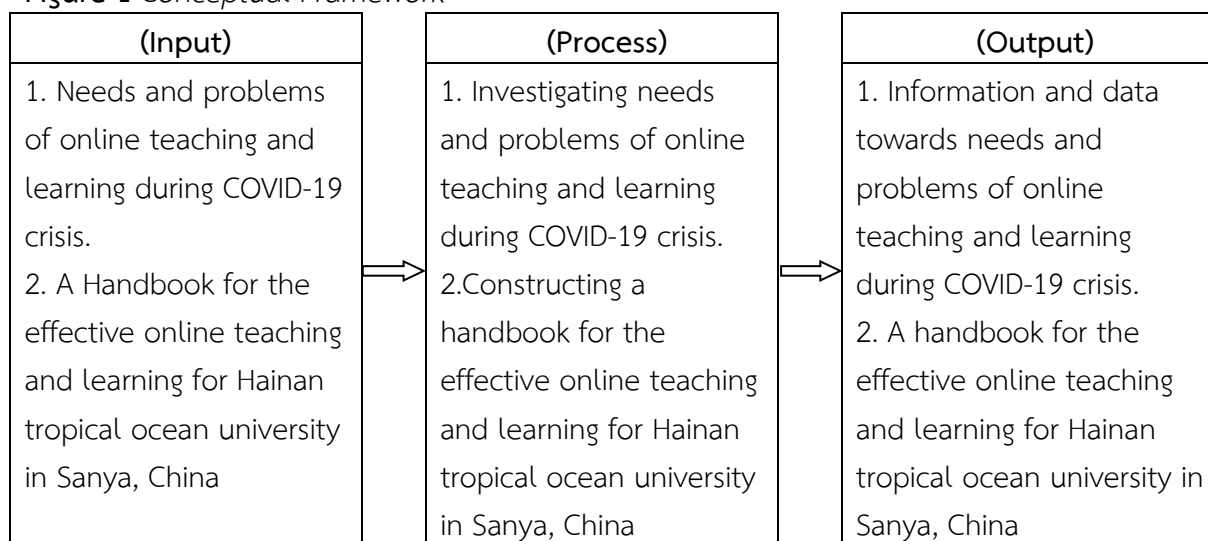 Figure 1 Conceptual Framework
(Input)
1. Needs and problems
of online teaching and
learning during COVID-19
crisis.
2. A Handbook for the
effective online teaching
and learning for Hainan
tropical ocean university
in Sanya, China
(Process)
1. Investigating needs
and problems of online
teaching and learning
during COVID-19 crisis.
2.Constructing a
handbook for the
effective online teaching
and learning for Hainan
tropical ocean university
in Sanya, China
(Output)
1. Information and data
towards needs and
problems of online
teaching and learning
during COVID-19 crisis.
2. A handbook for the
effective online teaching
and learning for Hainan
tropical ocean university in
Sanya, China